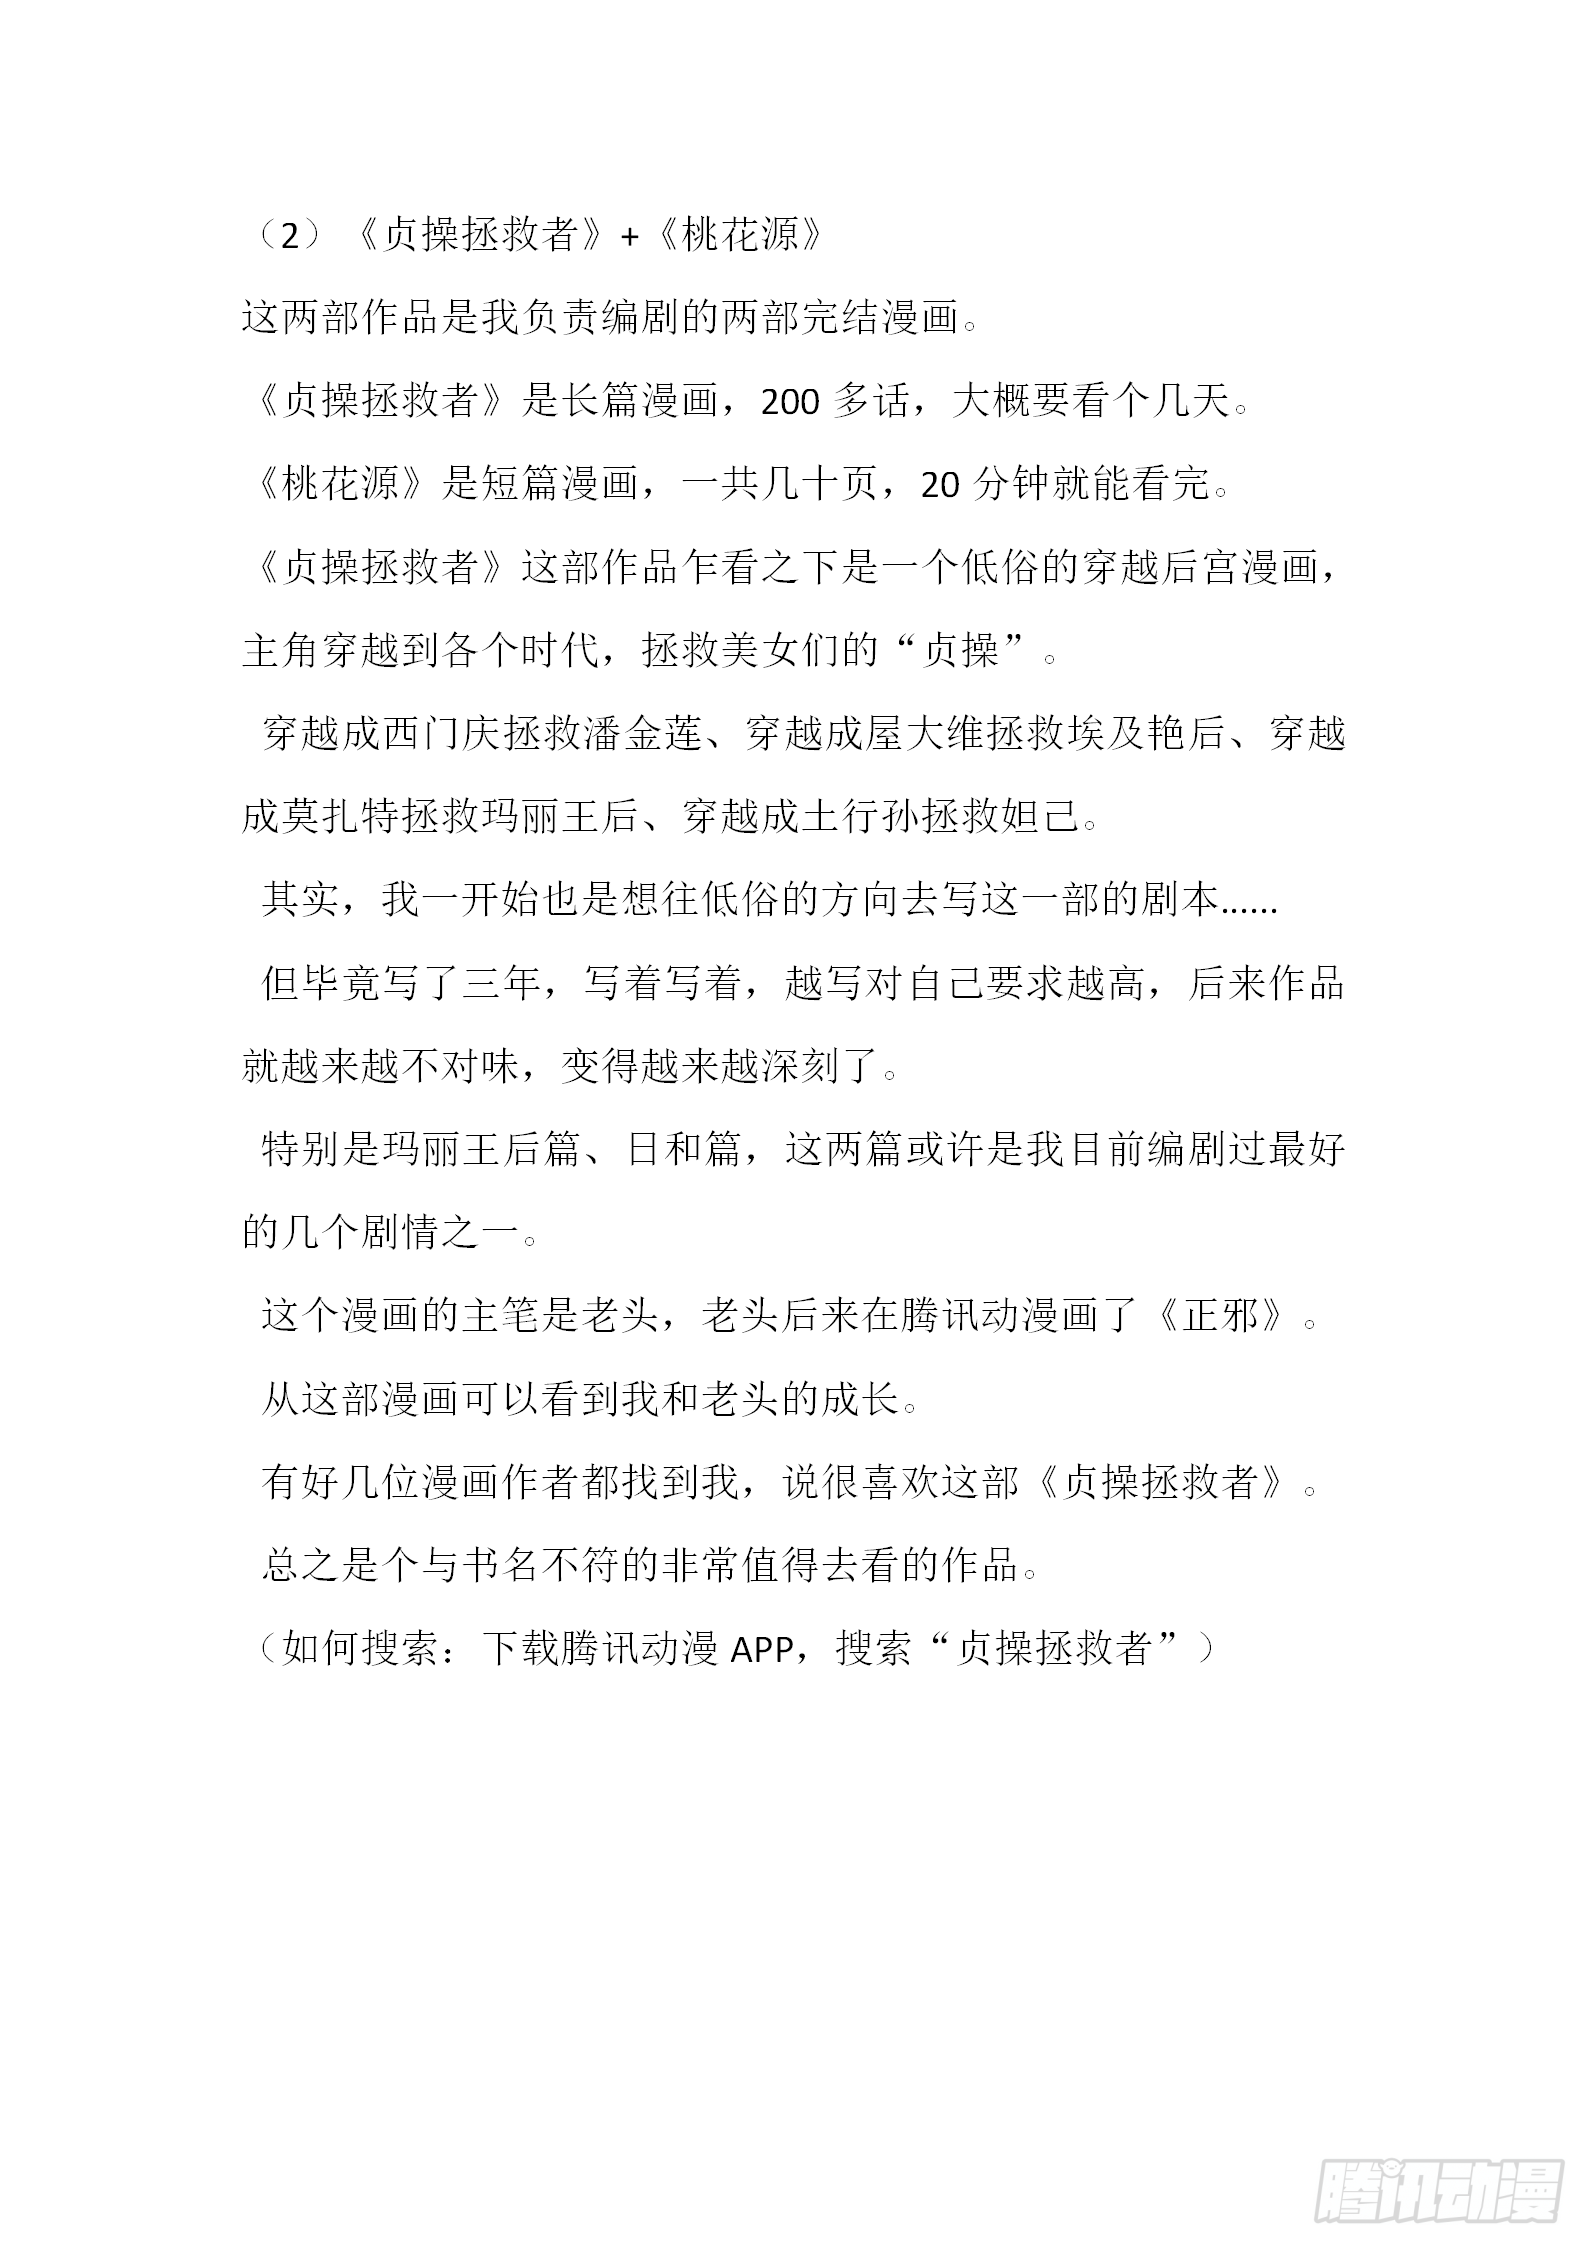 （2）《贞操拯救者》+《桃花源》
这两部作品是我负责编剧的两部完结漫画。
《贞操拯救者》是长篇漫画，200 多话，大概要看个几天。
《桃花源》是短篇漫画，一共几十页，20 分钟就能看完。
《贞操拯救者》这部作品乍看之下是一个低俗的穿越后宫漫画，
主角穿越到各个时代，拯救美女们的“贞操”。
穿越成西门庆拯救潘金莲、穿越成屋大维拯救埃及艳后、穿越
成莫扎特拯救玛丽王后、穿越成土行孙拯救妲己。
其实，我一开始也是想往低俗的方向去写这一部的剧本......
但毕竟写了三年，写着写着，越写对自己要求越高，后来作品
就越来越不对味，变得越来越深刻了。
特别是玛丽王后篇、日和篇，这两篇或许是我目前编剧过最好
的几个剧情之一。
这个漫画的主笔是老头，老头后来在腾讯动漫画了《正邪》。
从这部漫画可以看到我和老头的成长。
有好几位漫画作者都找到我，说很喜欢这部《贞操拯救者》。
总之是个与书名不符的非常值得去看的作品。
（如何搜索：下载腾讯动漫 APP，搜索“贞操拯救者”）
腾讯动漫